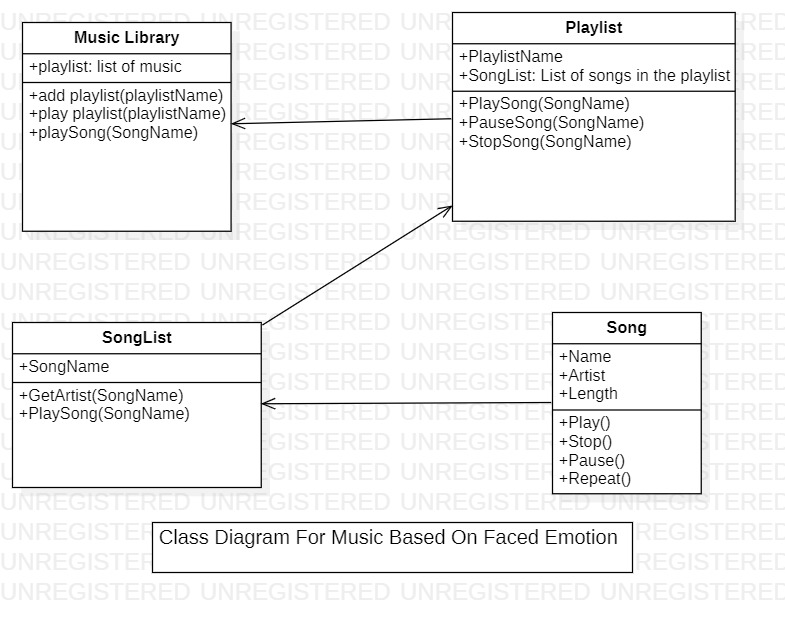 Music Library
+playlist: list of music
+add playlist(playlistName)
+play playlist(playlistName)
+playSong(SongName)
Playlist
+PlaylistName
+SongList: List of songs in the playlist
+PlaySong(SongName)
+PauseSong(SongName)
+StopSong(SongName)
SongList
+SongName
+GetArtist(SongName)
+PlaySong(SongName)
Song
+Name
+Artist
+Length
+Play()
+Stop()
+Pause()
+Repeat()
Class Diagram For Music Based On Faced Emotion
UNREGISTERED UNREGISTERED UNREGISTERED UNREGISTERED